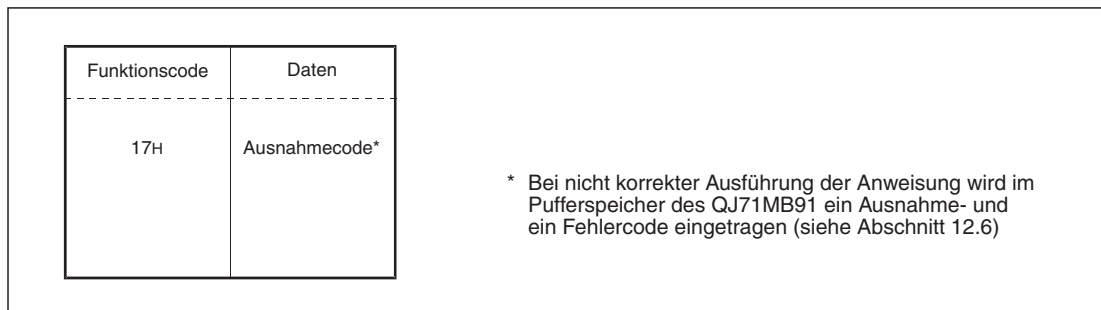 Funktionscode Daten
17H Ausnahmecode*
* Bei nicht korrekter Ausführung der Anweisung wird im
Pufferspeicher des QJ71MB91 ein Ausnahme- und
ein Fehlercode eingetragen (siehe Abschnitt 12.6)